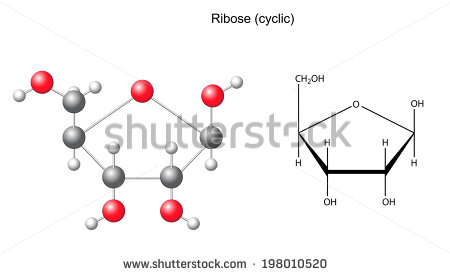 Ribose (cyclic)
CH₂OH
O
OH
H
H
H
H
OH
OH
shutterstock
www.shutterstock.com · 198010520